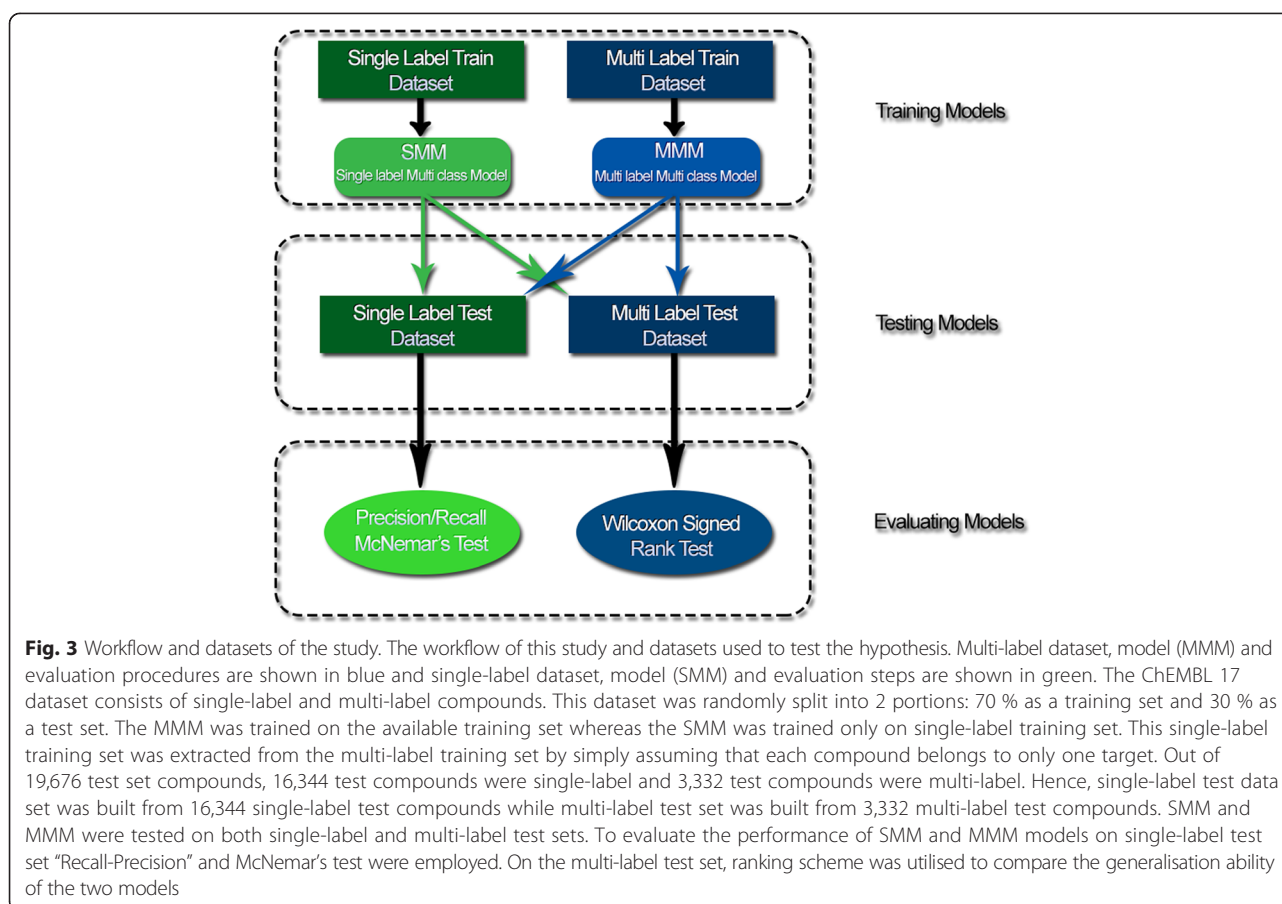 Single Label Train
Dataset
Multi Label Train
Dataset
Training Models
SMM
Single label Multi class Model
MMM
Multi label Multi class Model
Single Label Test
Dataset
Multi Label Test
Dataset
Testing Models
Precision/Recall
McNemar's Test
Wilcoxon Signed
Rank Test
Evaluating Models
Fig. 3 Workflow and datasets of the study. The workflow of this study and datasets used to test the hypothesis. Multi-label dataset, model (MMM) and
evaluation procedures are shown in blue and single-label dataset, model (SMM) and evaluation steps are shown in green. The ChEMBL 17
dataset consists of single-label and multi-label compounds. This dataset was randomly split into 2 portions: 70 % as a training set and 30 % as
a test set. The MMM was trained on the available training set whereas the SMM was trained only on single-label training set. This single-label
training set was extracted from the multi-label training set by simply assuming that each compound belongs to only one target. Out of
19,676 test set compounds, 16,344 test compounds were single-label and 3,332 test compounds were multi-label. Hence, single-label test data
set was built from 16,344 single-label test compounds while multi-label test set was built from 3,332 multi-label test compounds. SMM and
MMM were tested on both single-label and multi-label test sets. To evaluate the performance of SMM and MMM models on single-label test
set “Recall-Precision” and McNemar’s test were employed. On the multi-label test set, ranking scheme was utilised to compare the generalisation ability
of the two models